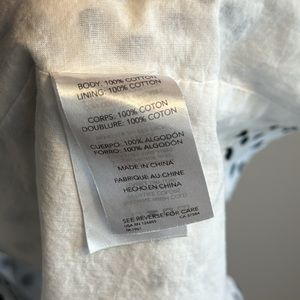 BODY: 100% COTTON
LINING: 100% COTTON
CORPS: 100% COTON
DOUBLURE: 100% COTON
CUERPO: 100% ALGODÓN
FORRO: 100% ALGODÓN
MADE IN CHINA
FABRIQUÉ AU CHINE
HECHO EN CHINA
SEE REVERSE FOR CARE